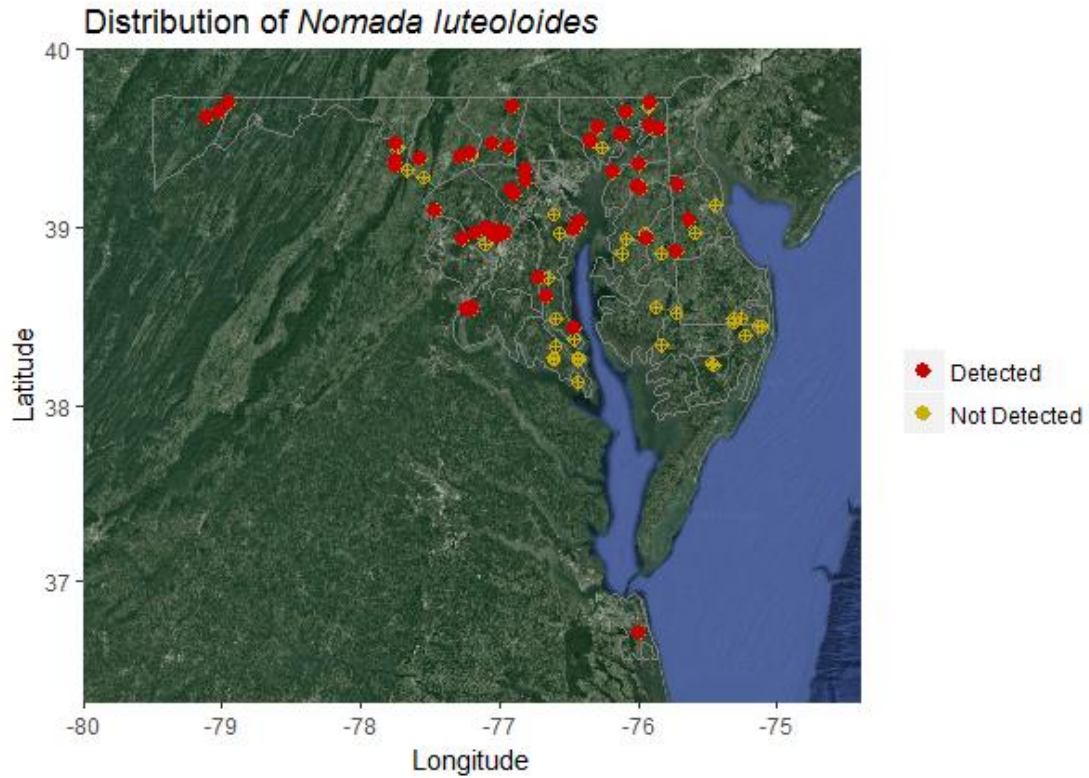 Distribution of Nomada luteoloides
40
39
38
37
Latitude
-80 -79 -78 -77 -76 -75
Longitude
Detected
Not Detected